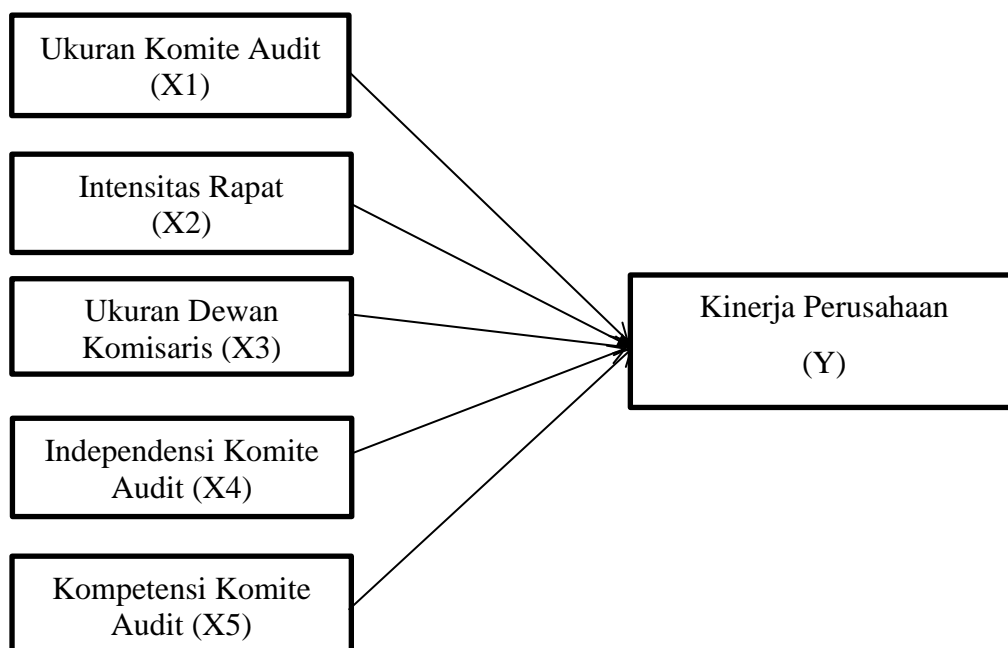 Ukuran Komite Audit
(X1)
Intensitas Rapat
(X2)
Ukuran Dewan
Komisaris (X3)
Independensi Komite
Audit (X4)
Kompetensi Komite
Audit (X5)
Kinerja Perusahaan
(Y)